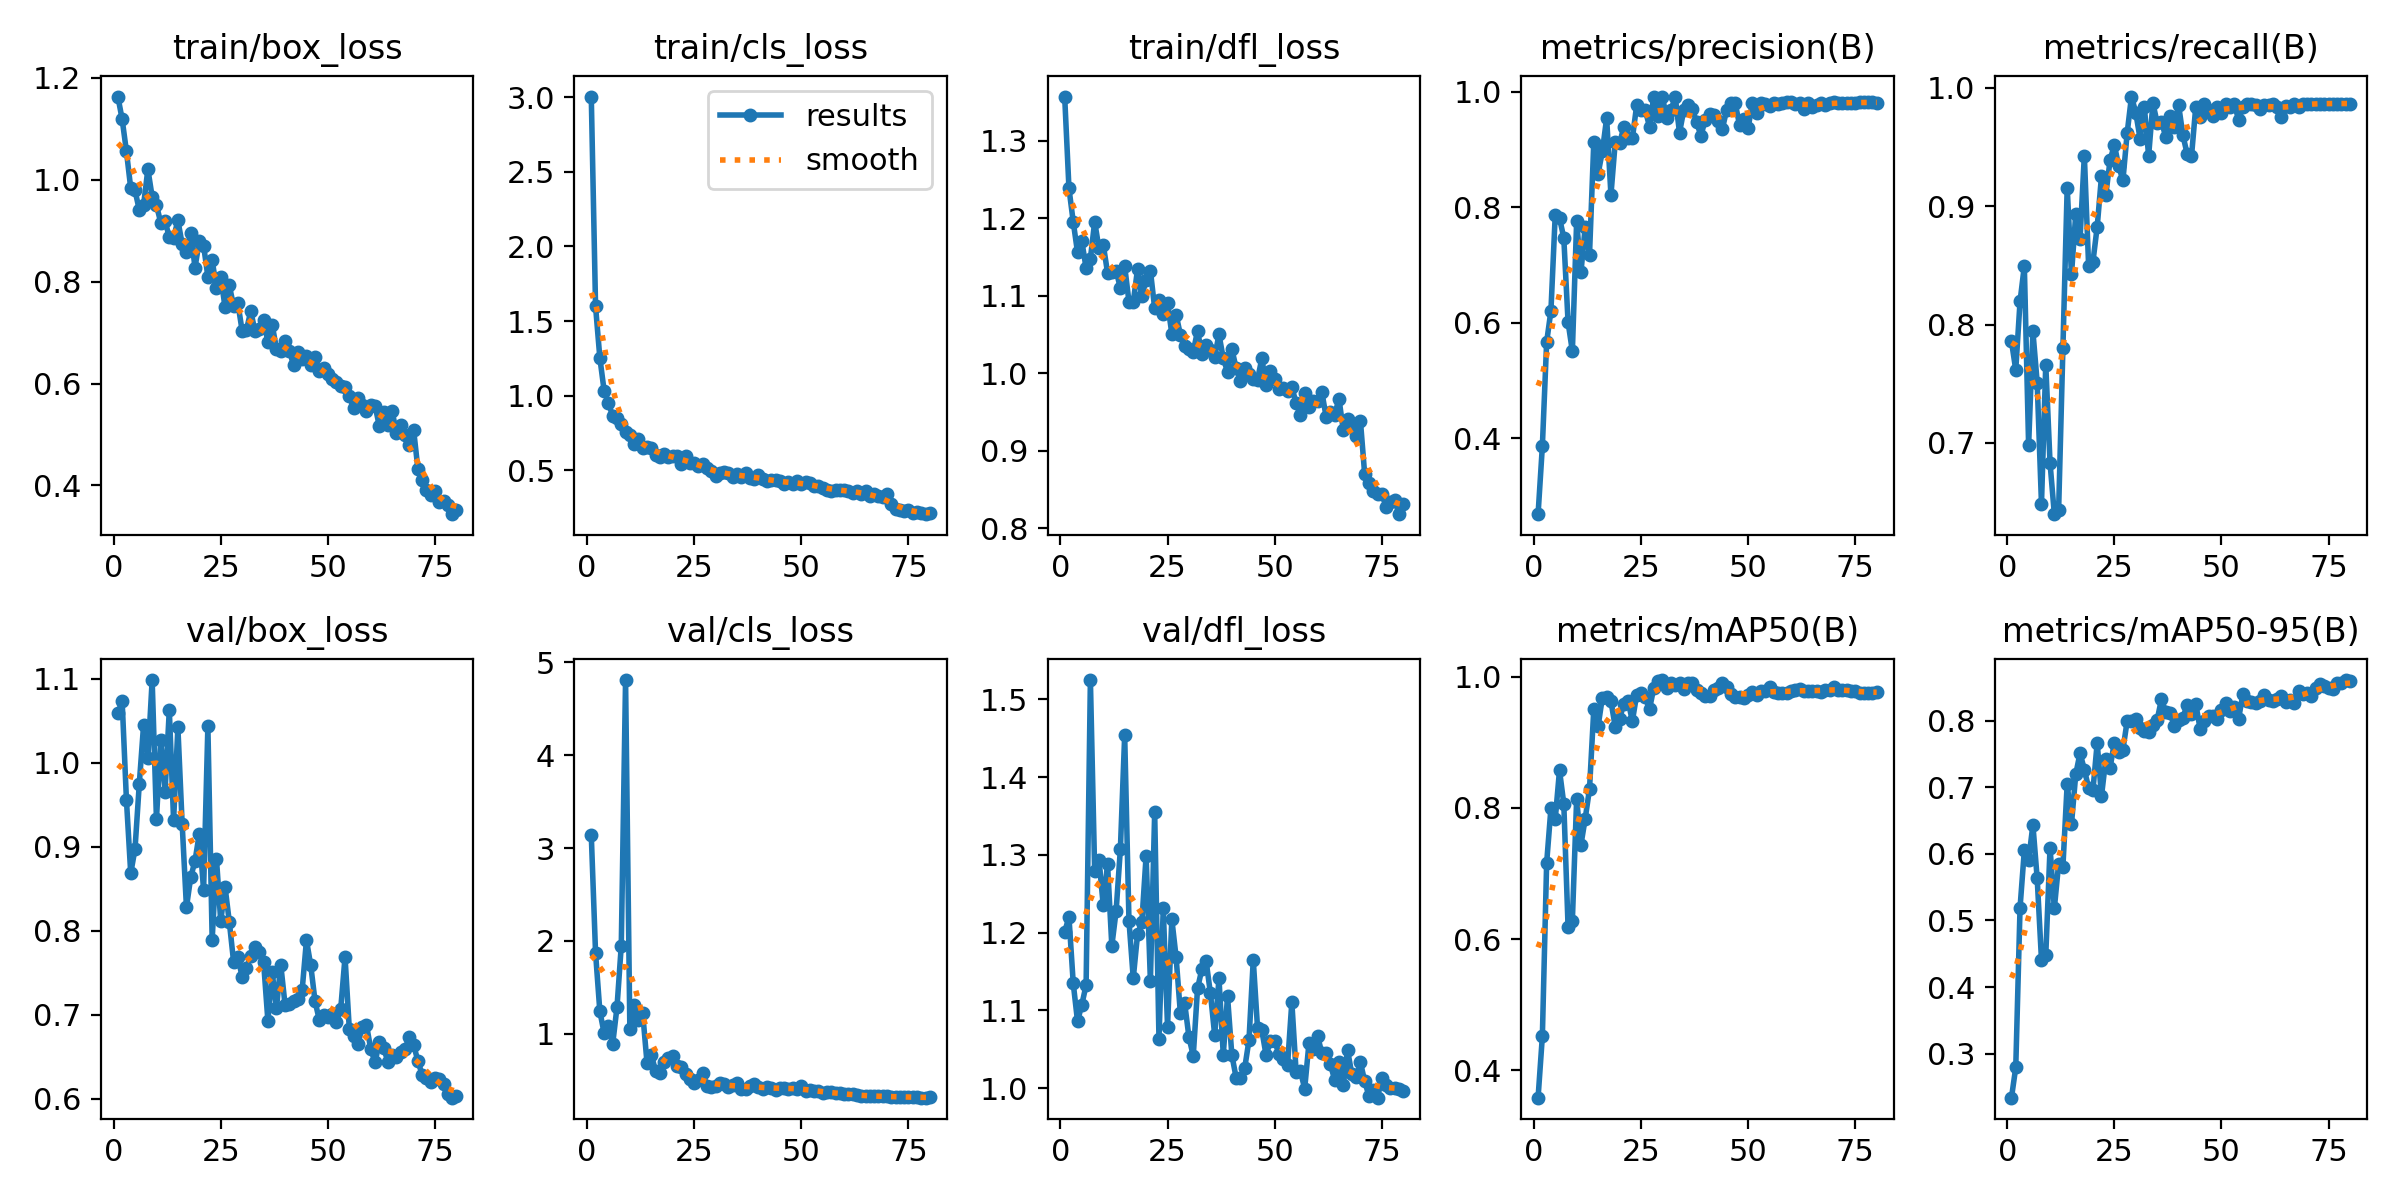 train/box_loss
1.2
1.0
0.8
0.6
0.4
0 25 50 75
train/cls_loss
results
smooth
3.0
2.5
2.0
1.5
1.0
0.5
0 25 50 75
train/dfl_loss
1.3
1.2
1.1
1.0
0.9
0.8
0 25 50 75
metrics/precision(B)
1.0
0.8
0.6
0.4
0 25 50 75
metrics/recall(B)
1.0
0.9
0.8
0.7
0 25 50 75
val/box_loss
1.1
1.0
0.9
0.8
0.7
0.6
0 25 50 75
val/cls_loss
5
4
3
2
1
0 25 50 75
val/dfl_loss
1.5
1.4
1.3
1.2
1.1
1.0
0 25 50 75
metrics/mAP50(B)
1.0
0.8
0.6
0.4
0 25 50 75
metrics/mAP50-95(B)
0.8
0.7
0.6
0.5
0.4
0.3
0 25 50 75